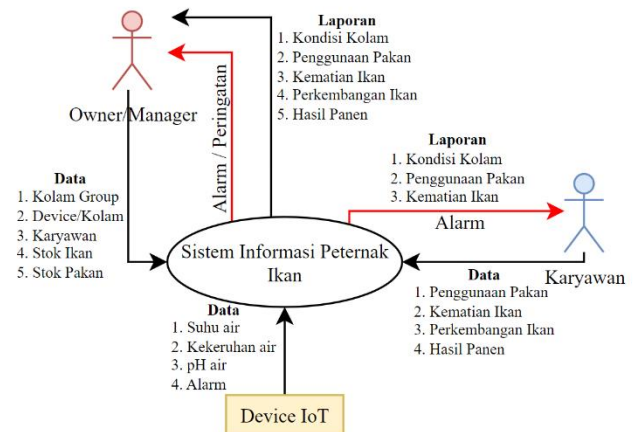 Laporan
1. Kondisi Kolam
2. Penggunaan Pakan
3. Kematian Ikan
4. Perkembangan Ikan
5. Hasil Panen
Owner/Manager
Alarm / Peringatan
Data
1. Kolam Group
2. Device/Kolam
3. Karyawan
4. Stok Ikan
5. Stok Pakan
Laporan
1. Kondisi Kolam
2. Penggunaan Pakan
3. Kematian Ikan
Alarm
Sistem Informasi Peternak
Ikan
Karyawan
Data
1. Penggunaan Pakan
2. Kematian Ikan
3. Perkembangan Ikan
4. Hasil Panen
Data
1. Suhu air
2. Kekeruhan air
3. pH air
4. Alarm
Device IoT